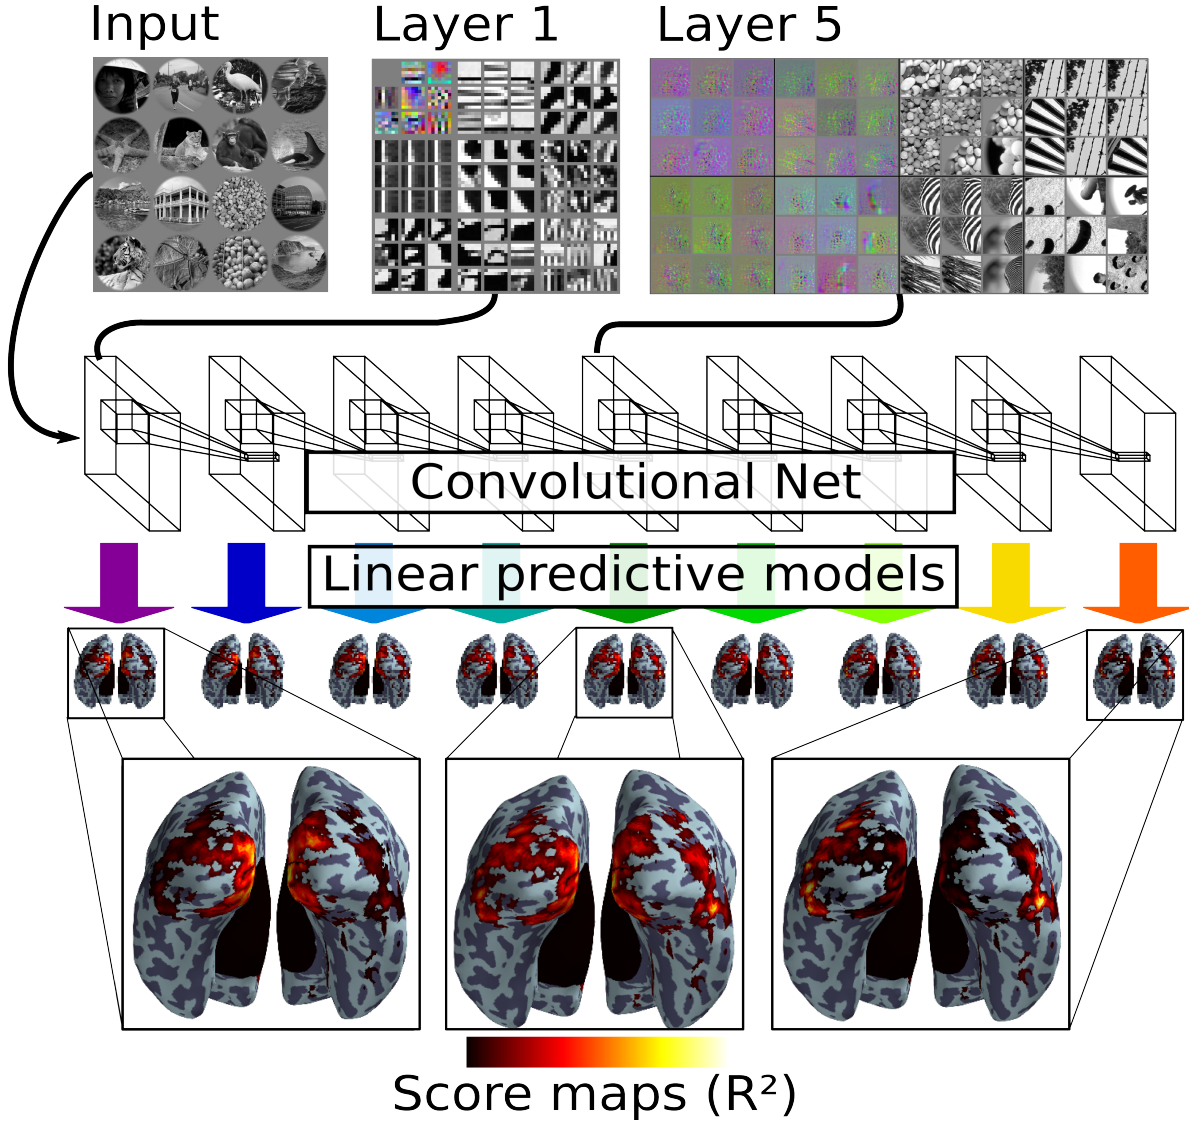 Input
Layer 1
Layer 5
Convolutional Net
Linear predictive models
Score maps (R²)